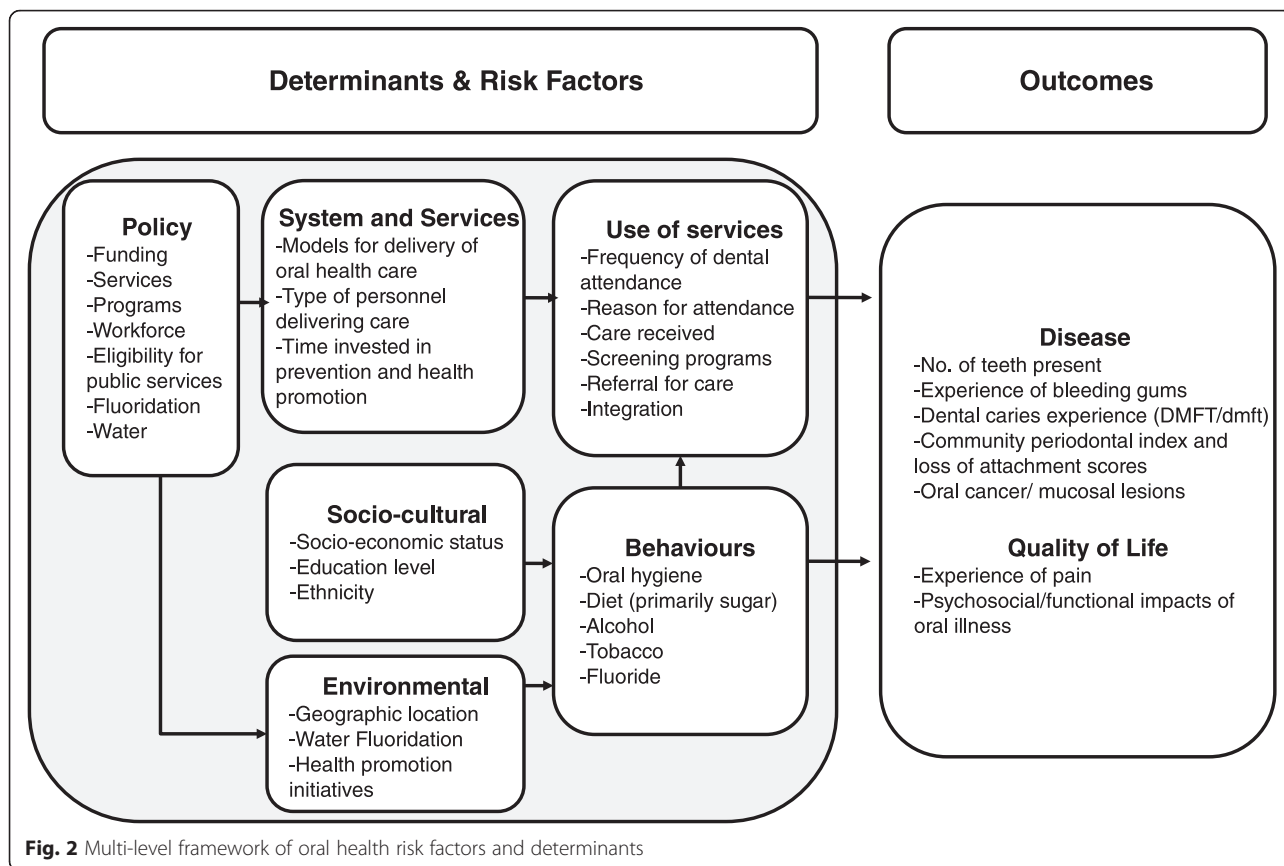 Determinants & Risk Factors
Outcomes
Policy
-Funding
-Services
-Programs
-Workforce
-Eligibility for
public services
-Fluoridation
-Water
System and Services
-Models for delivery of
oral health care
-Type of personnel
delivering care
-Time invested in
prevention and health
promotion
Use of services
-Frequency of dental
attendance
-Reason for attendance
-Care received
-Screening programs
-Referral for care
-Integration
Socio-cultural
-Socio-economic status
-Education level
-Ethnicity
Behaviours
-Oral hygiene
-Diet (primarily sugar)
-Alcohol
-Tobacco
-Fluoride
Environmental
-Geographic location
-Water Fluoridation
-Health promotion
initiatives
Disease
-No. of teeth present
-Experience of bleeding gums
-Dental caries experience (DMFT/dmft)
-Community periodontal index and
loss of attachment scores
-Oral cancer/ mucosal lesions
Quality of Life
-Experience of pain
-Psychosocial/functional impacts of
oral illness
Fig. 2 Multi-level framework of oral health risk factors and determinants